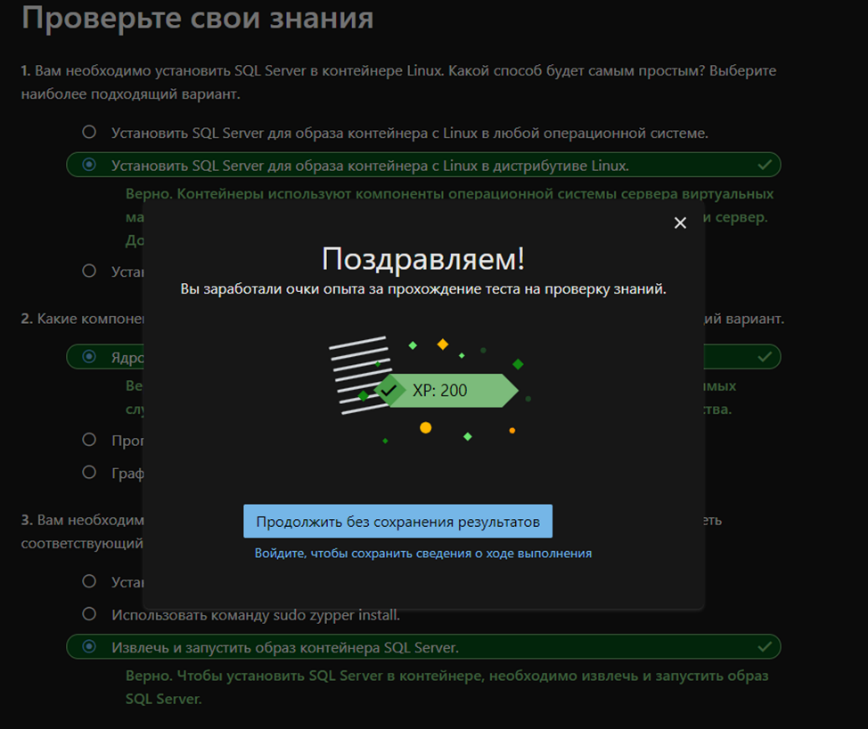 Проверьте свои знания
1. Вам необходимо установить SQL Server в контейнере Linux. Какой способ будет самым простым? Выберите
наиболее подходящий вариант.
Установить SQL Server для образа контейнера с Linux в любой операционной системе.
Установить SQL Server для образа контейнера с Linux в дистрибутиве Linux.
Верно. Контейнеры используют компоненты операционной системы сервера виртуальных
и сервер.
Поздравляем!
Вы заработали очки опыта за прохождение теста на проверку знаний.
2. Какие
вариант.
XP: 200
3. Вам
соответствующий
Продолжить без сохранения результатов
Войдите, чтобы сохранить сведения о ходе выполнения
Использовать команду sudo zypper install.
Извлечь и запустить образ контейнера SQL Server.
Верно. Чтобы установить SQL Server в контейнере, необходимо извлечь и запустить образ
SQL Server.